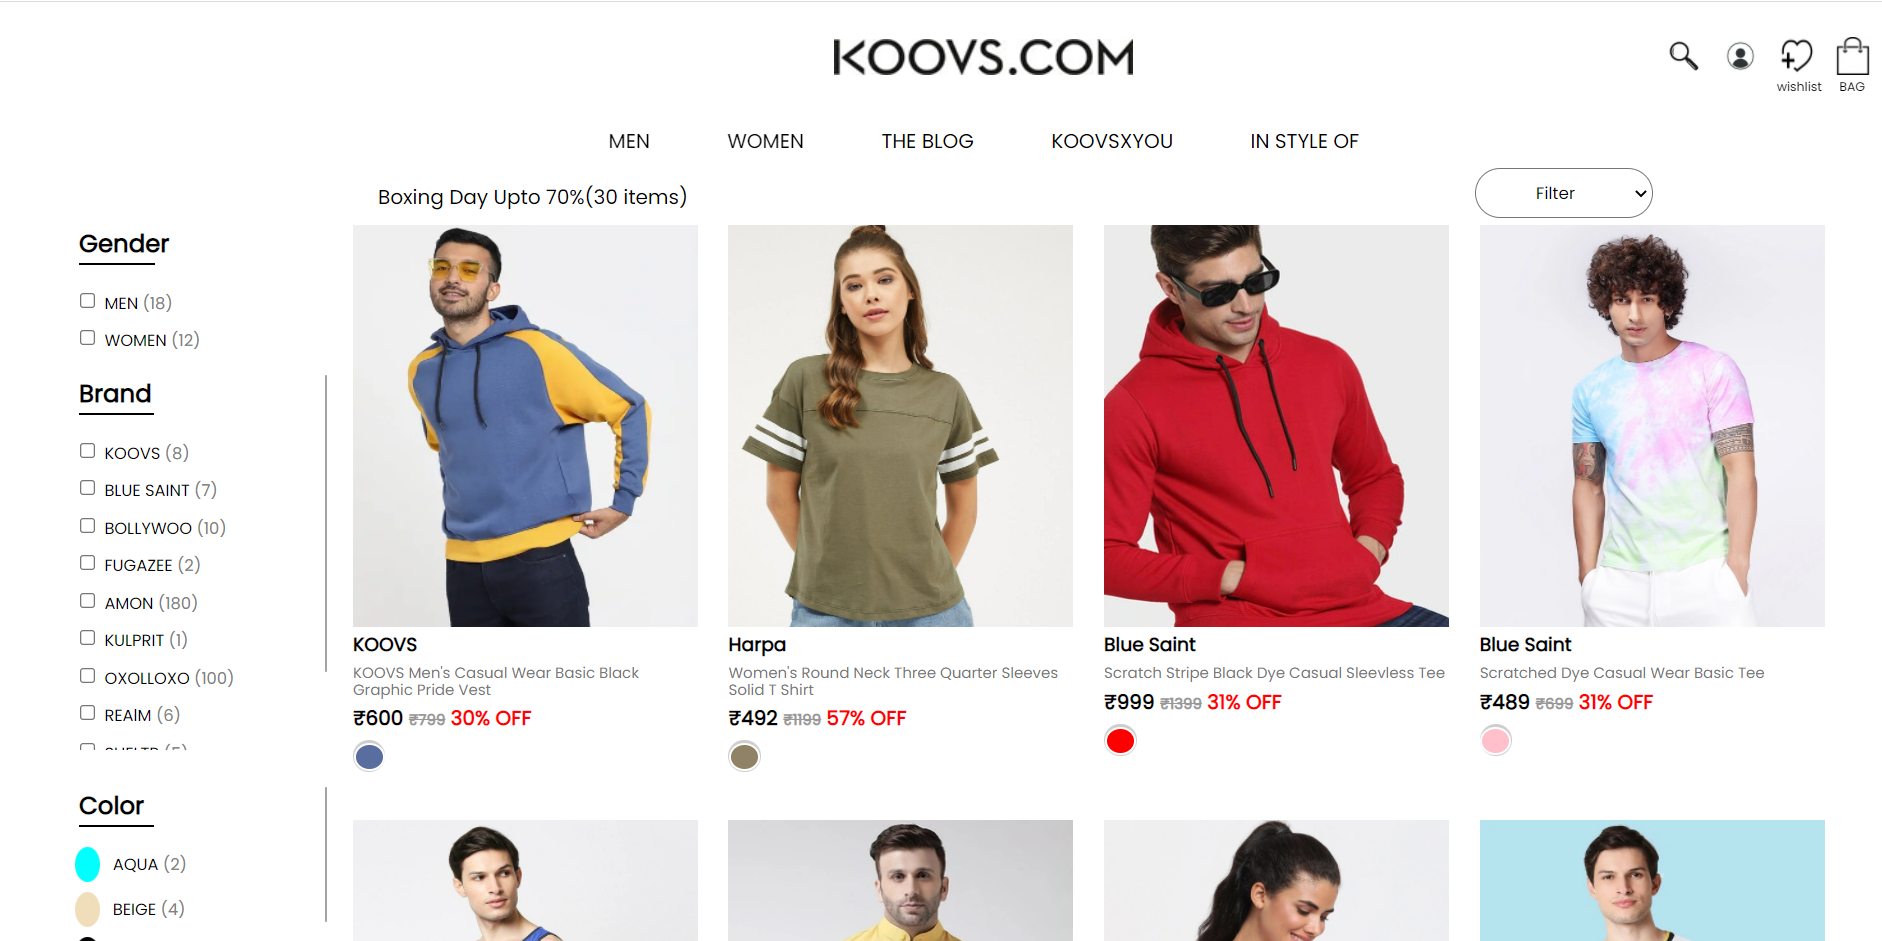 KOOVS.COM
wishlist
BAG
MEN
WOMEN
THE BLOG
KOOVSXYOU
IN STYLE OF
Boxing Day Upto 70%(30 items)
Filter
Gender
MEN (18)
WOMEN (12)
Brand
KOOVS (8)
BLUE SAINT (7)
BOLLYWOO (10)
FUGAZEE (2)
AMON (180)
KULPRIT (1)
OXOLLOXO (100)
REAlM (6)
Color
AQUA (2)
BEIGE (4)
KOOVS
KOOVS Men's Casual Wear Basic Black
Graphic Pride Vest
₹600 ₹799 30% OFF
Harpa
Women's Round Neck Three Quarter Sleeves
Solid T Shirt
₹492 ₹1199 57% OFF
Blue Saint
Scratch Stripe Black Dye Casual Sleevless Tee
₹999 ₹1399 31% OFF
Blue Saint
Scratched Dye Casual Wear Basic Tee
₹489 ₹699 31% OFF